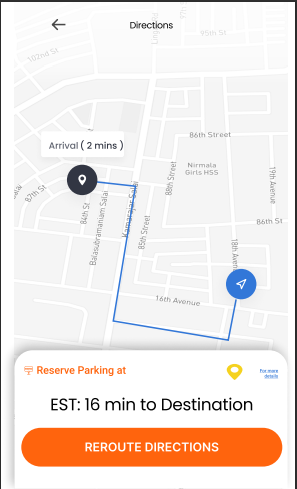 Directions
95th St
102nd St
86th Street
Arrival ( 2 mins )
Nirmala
Girls HSS
88th Street
19th Avenue
87th St
84th St
Balasubramaniam Salai
Kamarajar Salai
85th Street
86th St
18th Avenue
16th Avenue
Reserve Parking at
For more
details
EST: 16 min to Destination
REROUTE DIRECTIONS